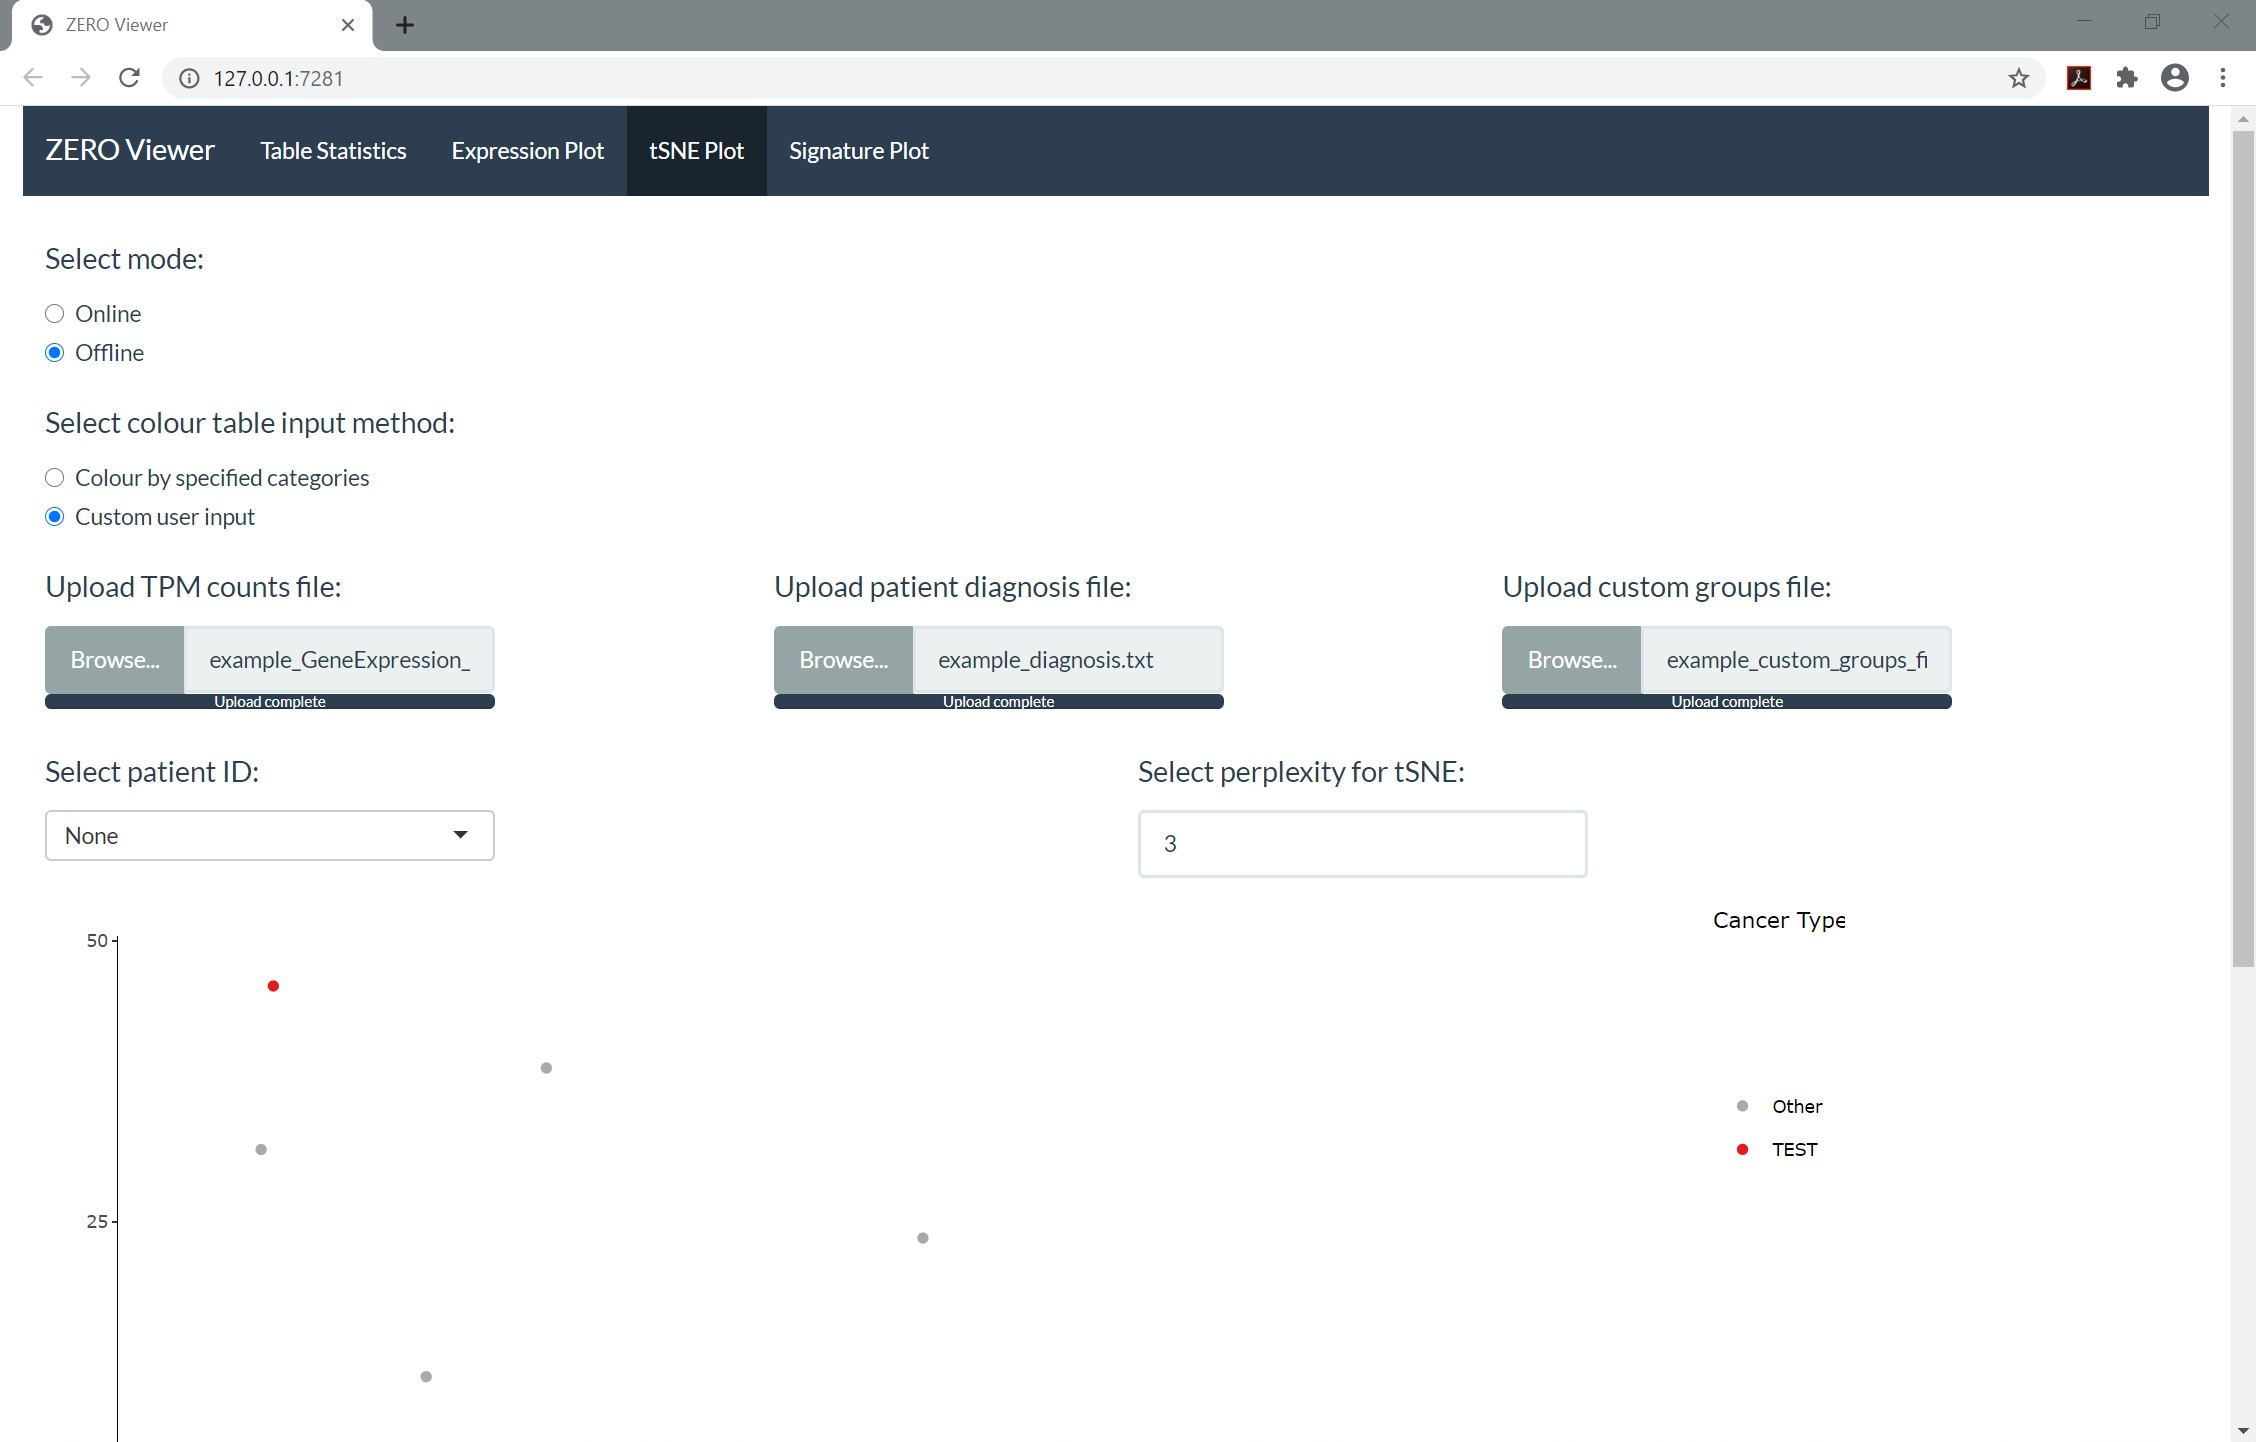 ZERO Viewer
127.0.0.1:7281
ZERO Viewer Table Statistics Expression Plot tSNE Plot Signature Plot
Select mode:
Online
Offline
Select colour table input method:
Colour by specified categories
Custom user input
Upload TPM counts file: Upload patient diagnosis file: Upload custom groups file:
Browse... example_GeneExpression_ Browse... example_diagnosis.txt Browse... example_custom_groups_fi
Upload complete Upload complete Upload complete
Select patient ID: Select perplexity for tSNE:
None 3
Cancer Type
50
Other
TEST
25